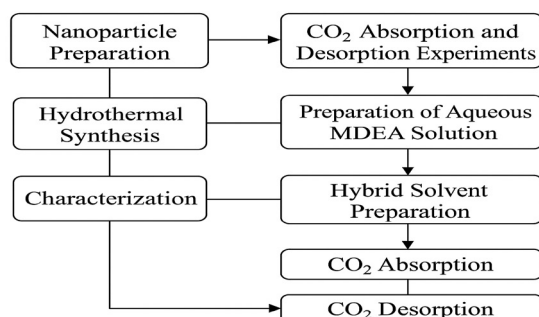 Nanoparticle
Preparation
CO₂ Absorption and
Desorption Experiments
Hydrothermal
Synthesis
Preparation of Aqueous
MDEA Solution
Characterization
Hybrid Solvent
Preparation
CO₂ Absorption
CO₂ Desorption